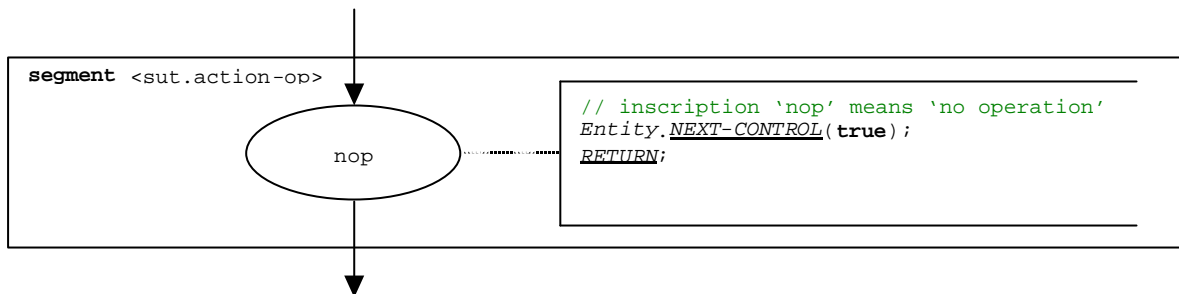 segment <sut.action-op>
// inscription ‘nop’ means ‘no operation’
Entity.NEXT-CONTROL(true);
RETURN;
nop